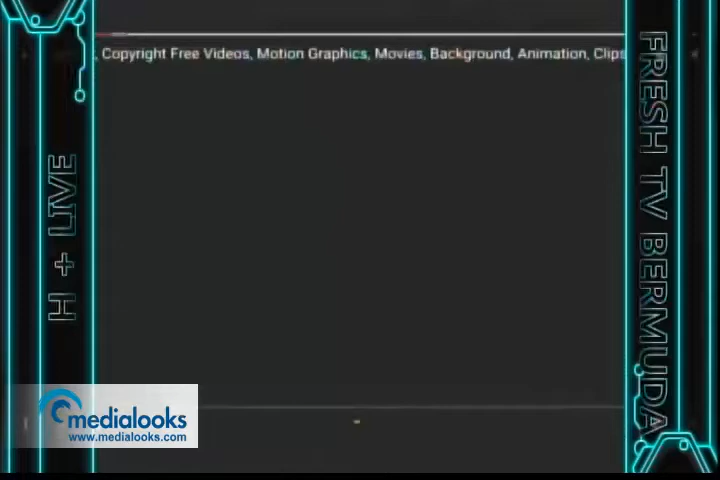 , Copyright Free Videos, Motion Graphics, Movies, Background, Animation, Clips
H + LIVE
FRESH TV BERMUDA
medialooks
www.medialooks.com